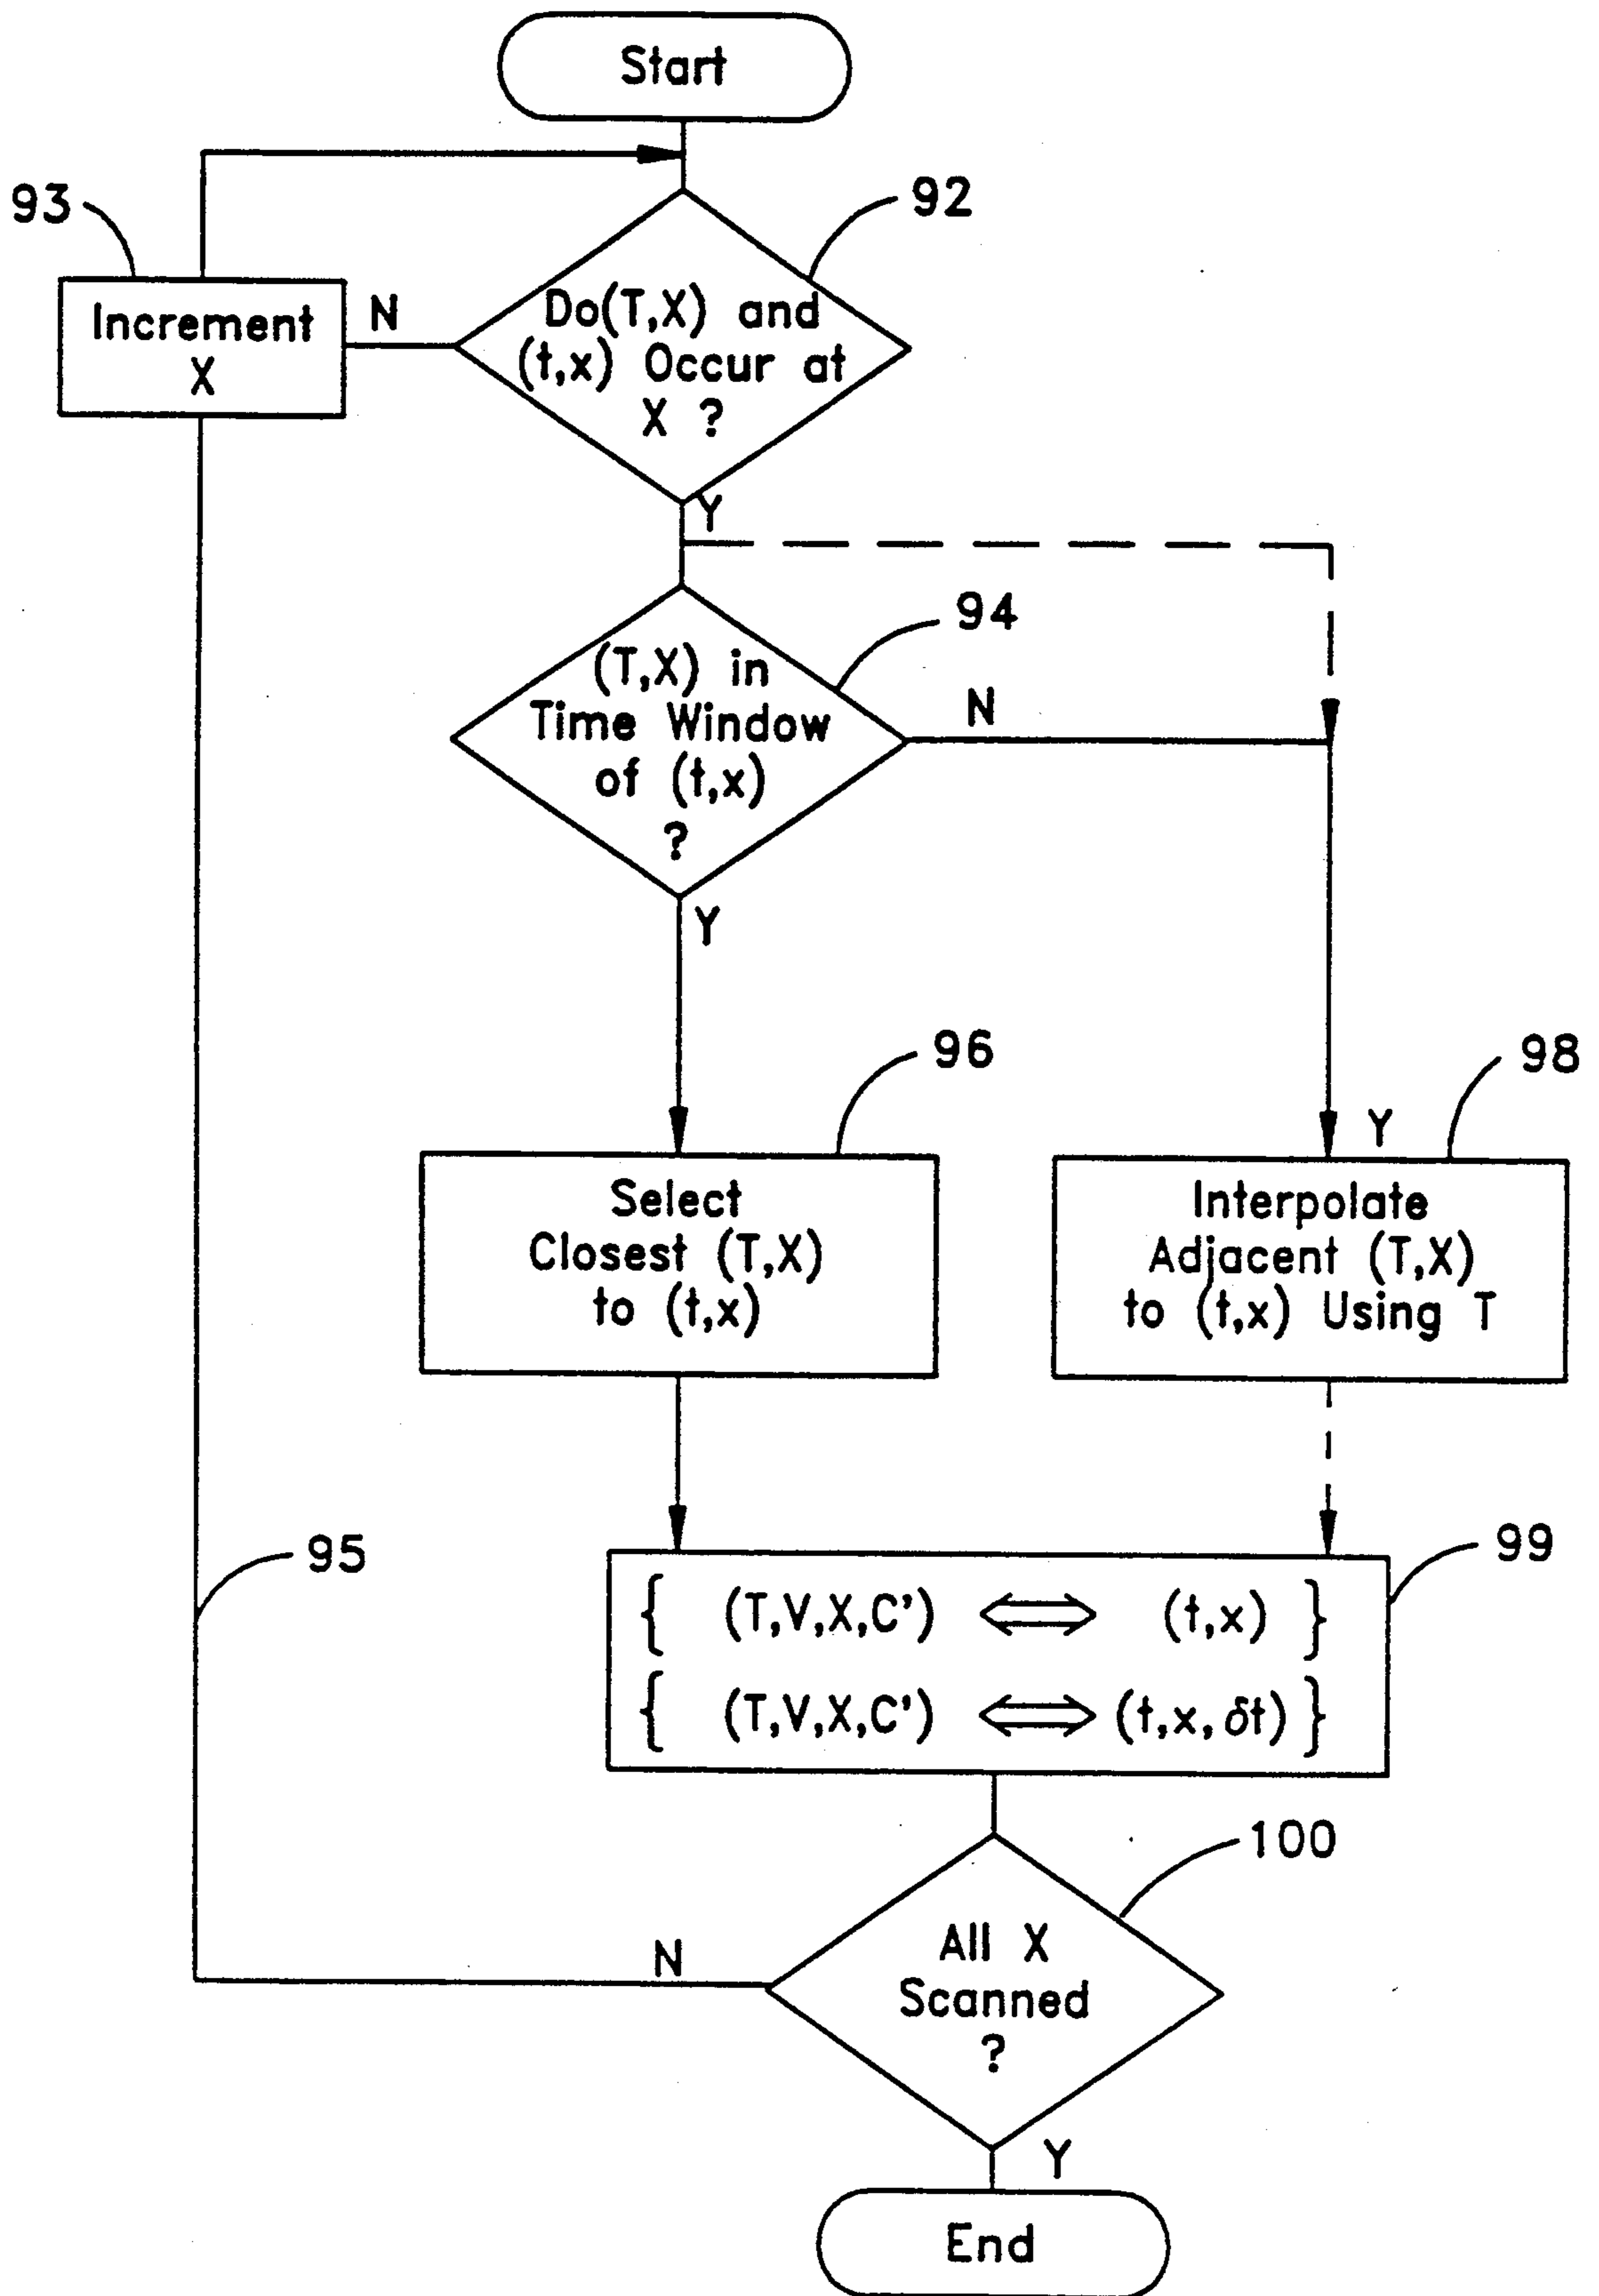 Start
93
92
Increment
X
N
Do(T,X) and
(t,x) Occur at
X ?
Y
94
(T,X) in
Time Window
of (t,x)
?
N
Y
96
98
Y
Select
Closest (T,X)
to (t,x)
Interpolate
Adjacent (T,X)
to (t,x) Using T
95
99
{ (T,V,X,C') ⟺ (t,x) }
{ (T,V,X,C') ⟺ (t,x,δt) }
100
N
All X
Scanned
?
Y
End